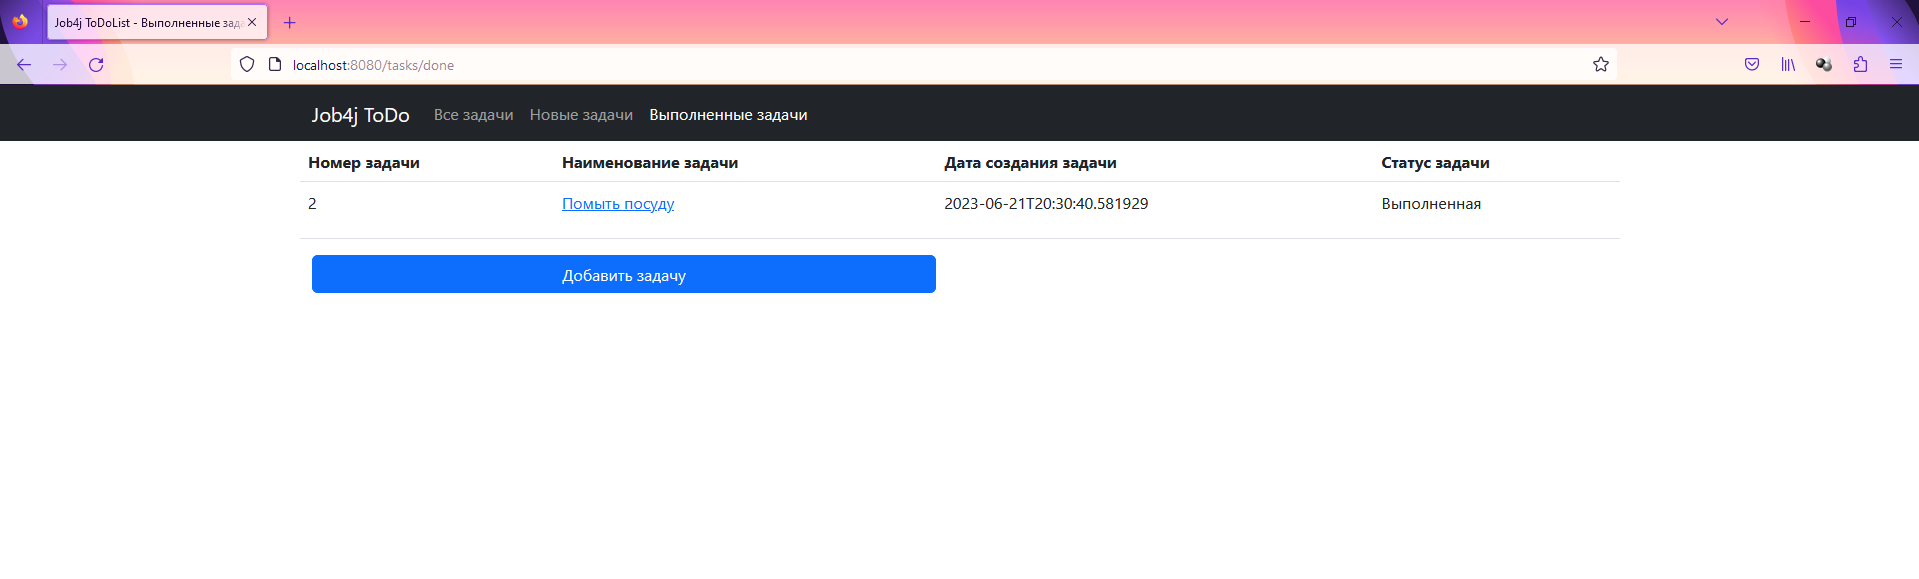 Job4j ToDoList - Выполненные зада
localhost:8080/tasks/done
Job4j ToDo Все задачи Новые задачи Выполненные задачи
Номер задачи Наименование задачи Дата создания задачи Статус задачи
2 Помыть посуду 2023-06-21T20:30:40.581929 Выполненная
Добавить задачу